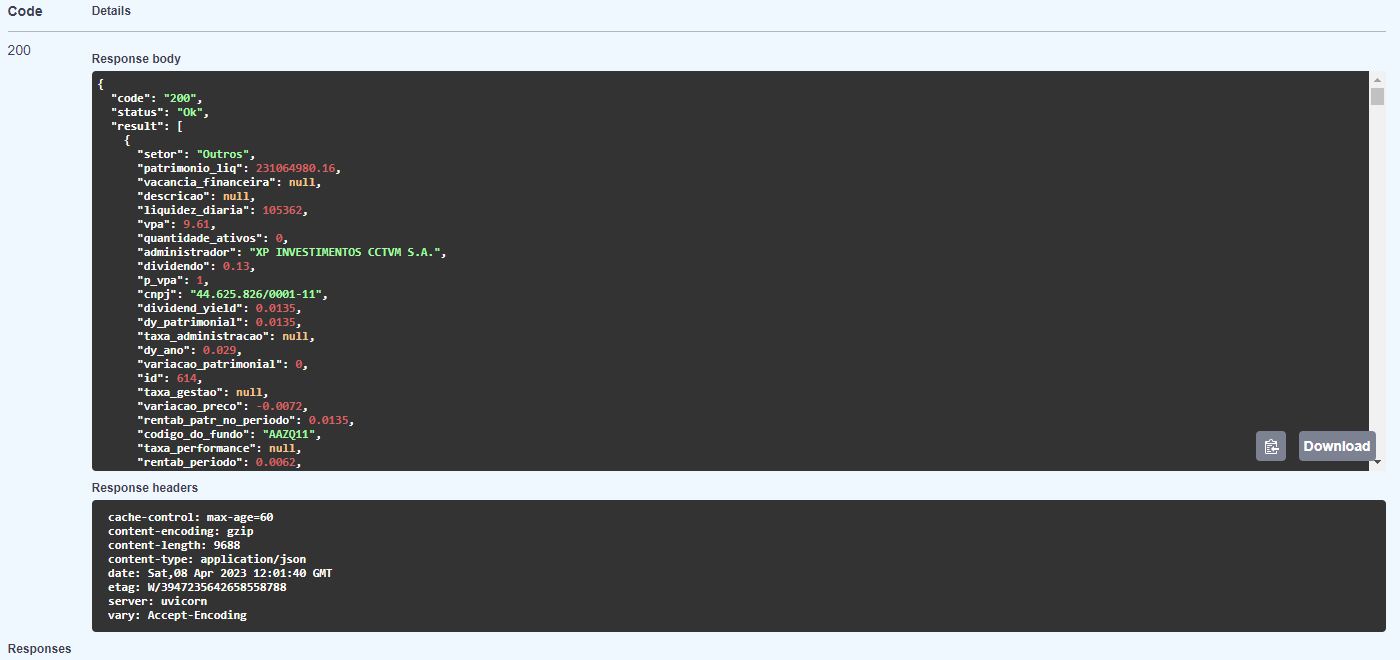 Code Details
200
Response body
{
"code": "200",
"status": "Ok",
"result": [
{
"setor": "Outros",
"patrimonio_liq": 231064980.16,
"vacancia_financeira": null,
"descricao": null,
"liquidez_diaria": 105362,
"vpa": 9.61,
"quantidade_ativos": 0,
"administrador": "XP INVESTIMENTOS CCTVM S.A.",
"dividendo": 0.13,
"p_vpa": 1,
"cnpj": "44.625.826/0001-11",
"dividend_yield": 0.0135,
"dy_patrimonial": 0.0135,
"taxa_administracao": null,
"dy_ano": 0.029,
"variacao_patrimonial": 0,
"id": 614,
"taxa_gestao": null,
"variacao_preco": -0.0072,
"rentab_patr_no_periodo": 0.0135,
"codigo_do_fundo": "AAZQ11",
"taxa_performance": null,
"rentab_periodo": 0.0062,
Download
Response headers
cache-control: max-age=60
content-encoding: gzip
content-length: 9688
content-type: application/json
date: Sat,08 Apr 2023 12:01:40 GMT
etag: W/3947235642658558788
server: uvicorn
vary: Accept-Encoding
Responses